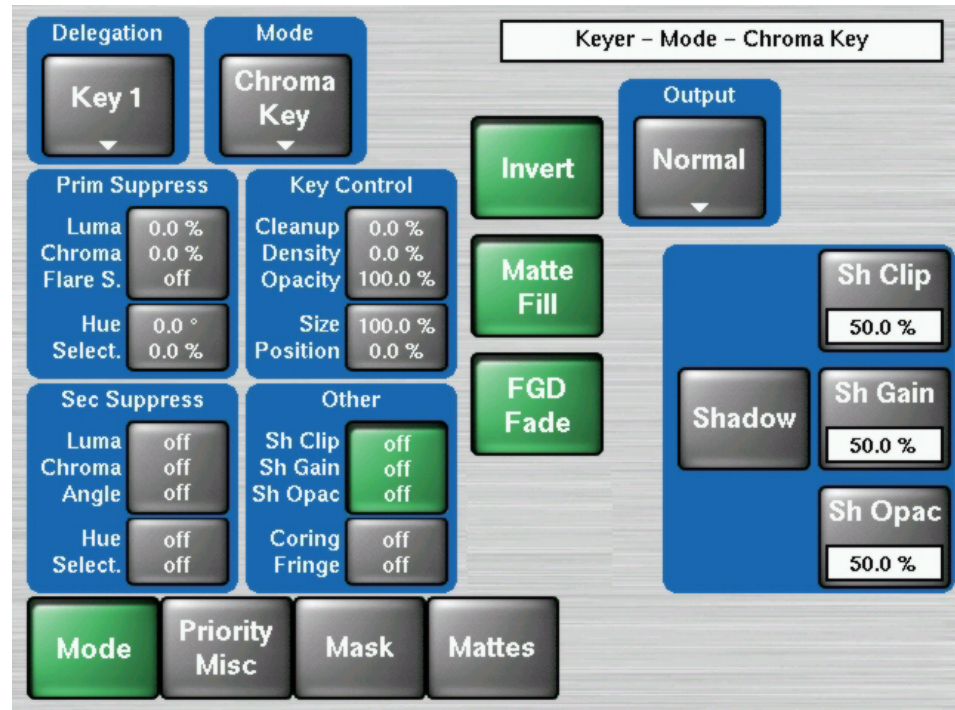 Delegation
Mode
Keyer – Mode – Chroma Key
Key 1
Chroma
Key
Output
Invert
Normal
Prim Suppress
Luma 0.0 %
Chroma 0.0 %
Flare S. off
Hue 0.0 °
Select. 0.0 %
Key Control
Cleanup 0.0 %
Density 0.0 %
Opacity 100.0 %
Size 100.0 %
Position 0.0 %
Matte
Fill
FGD
Fade
Sh Clip
50.0 %
Shadow
Sh Gain
50.0 %
Sh Opac
50.0 %
Sec Suppress
Luma off
Chroma off
Angle off
Hue off
Select. off
Other
Sh Clip off
Sh Gain off
Sh Opac off
Coring off
Fringe off
Mode
Priority
Misc
Mask
Mattes